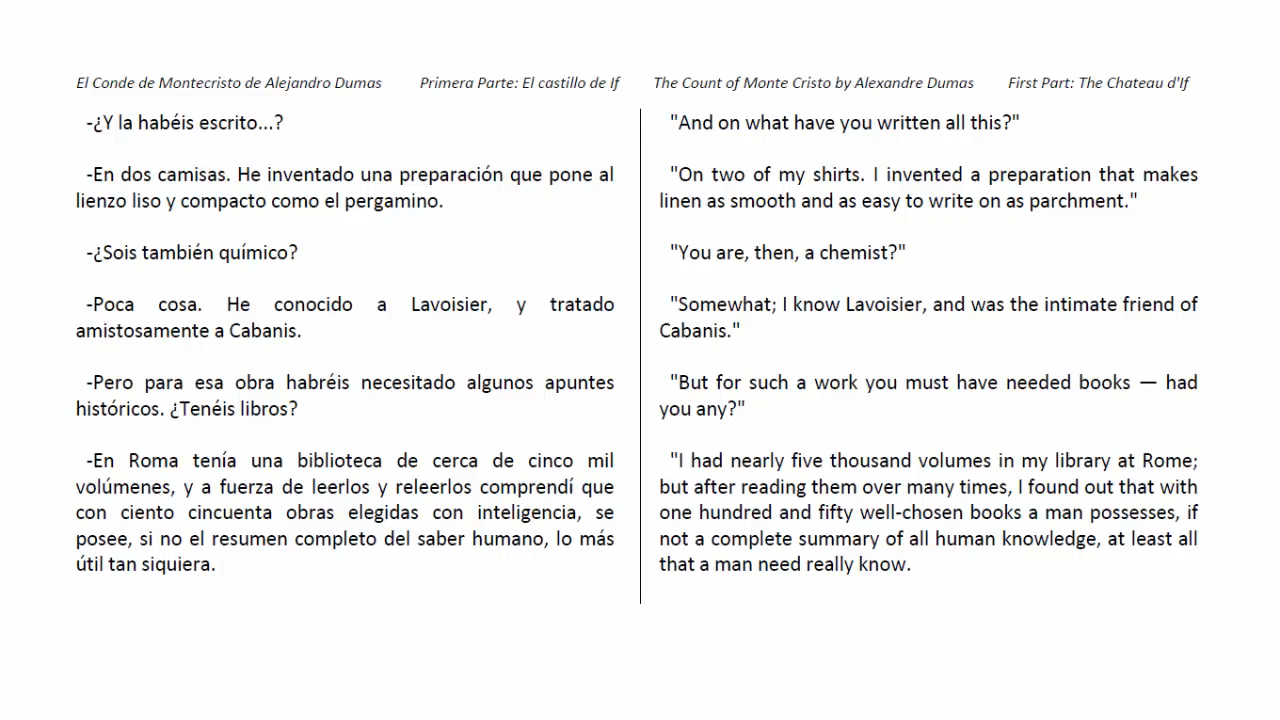 El Conde de Montecristo de Alejandro Dumas Primera Parte: El castillo de If
-¿Y la habéis escrito...?
-En dos camisas. He inventado una preparación que pone al
lienzo liso y compacto como el pergamino.
-¿Sois también químico?
-Poca cosa. He conocido a Lavoisier, y tratado
amistosamente a Cabanis.
-Pero para esa obra habréis necesitado algunos apuntes
históricos. ¿Tenéis libros?
-En Roma tenía una biblioteca de cerca de cinco mil
volúmenes, y a fuerza de leerlos y releerlos comprendí que
con ciento cincuenta obras elegidas con inteligencia, se
posee, si no el resumen completo del saber humano, lo más
útil tan siquiera.
The Count of Monte Cristo by Alexandre Dumas First Part: The Chateau d'If
"And on what have you written all this?"
"On two of my shirts. I invented a preparation that makes
linen as smooth and as easy to write on as parchment."
"You are, then, a chemist?"
"Somewhat; I know Lavoisier, and was the intimate friend of
Cabanis."
"But for such a work you must have needed books — had
you any?"
"I had nearly five thousand volumes in my library at Rome;
but after reading them over many times, I found out that with
one hundred and fifty well-chosen books a man possesses, if
not a complete summary of all human knowledge, at least all
that a man need really know.